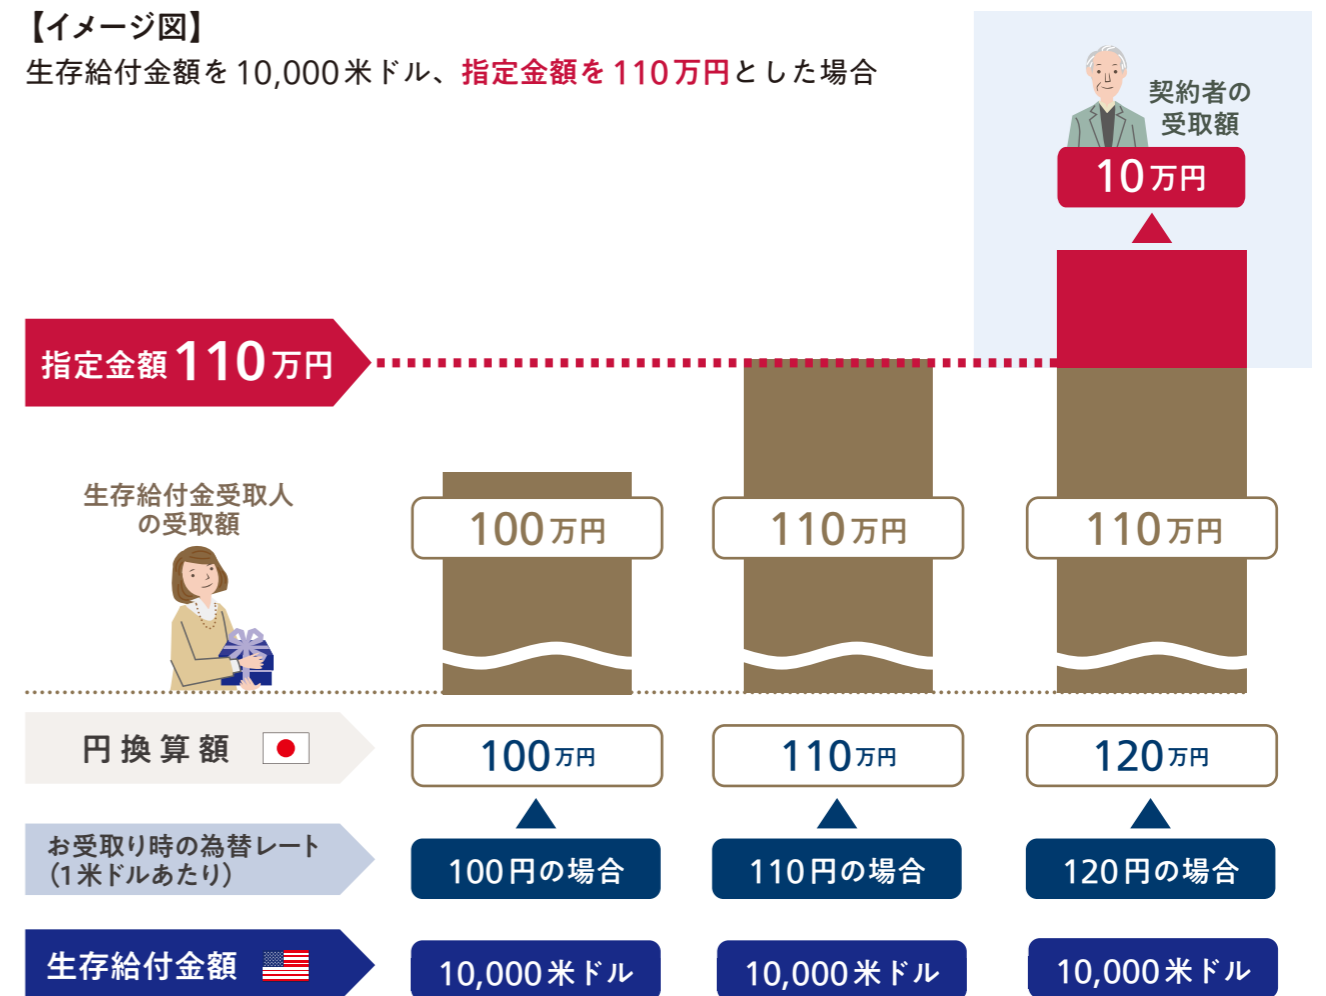 【イメージ図】
生存給付金額を10,000米ドル、指定金額を110万円とした場合
契約者の
受取額
10万円
指定金額110万円
生存給付金受取人
の受取額
100万円 110万円 110万円
円換算額 100万円 110万円 120万円
お受取り時の為替レート
(1米ドルあたり)
100円の場合 110円の場合 120円の場合
生存給付金額 10,000米ドル 10,000米ドル 10,000米ドル